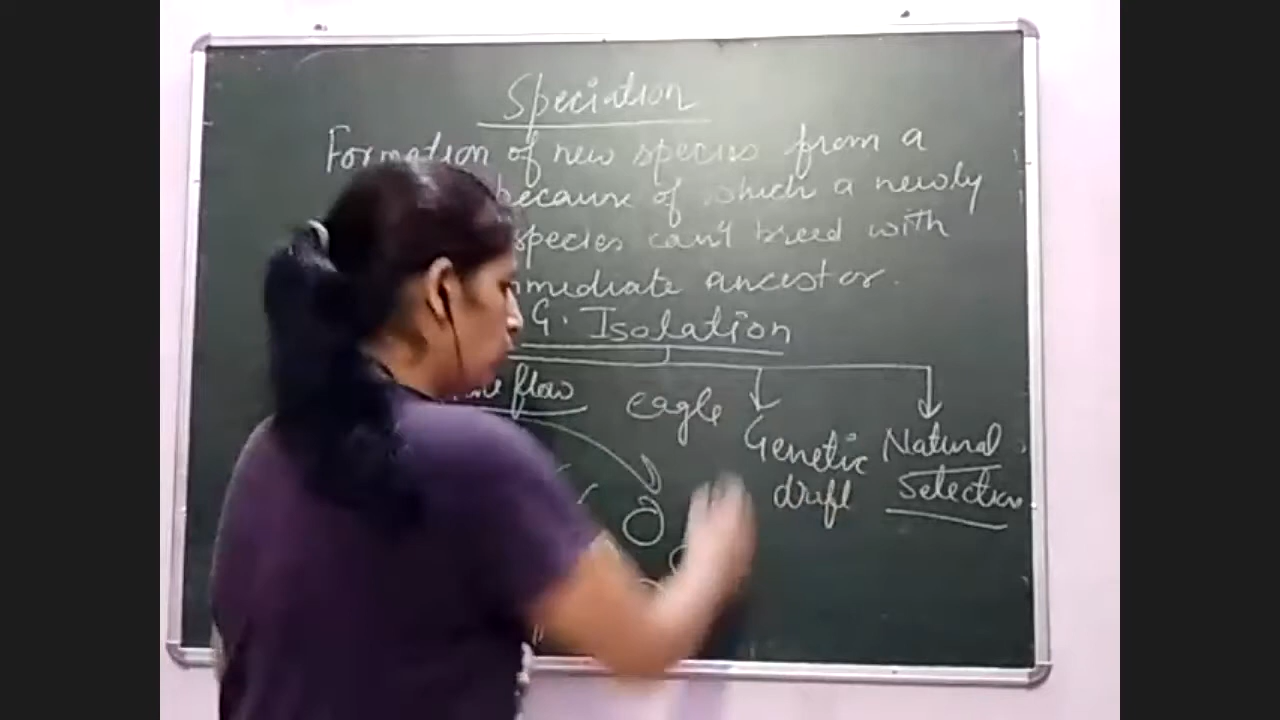 Speciation
Formation of new species from a
because of which a newly
species can't breed with
mmediate ancestor.
G. Isolation
flow
eagle
Genetic
drift
Natural
Selection